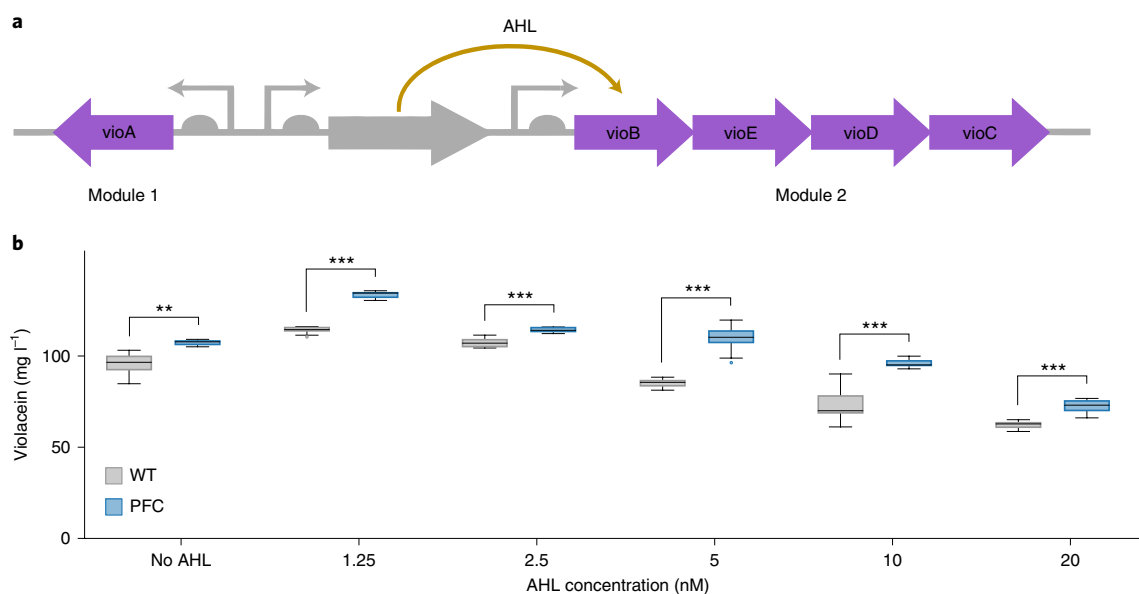 a
AHL
vioA
vioB
vioE
vioD
vioC
Module 1
Module 2
b
***
**
***
***
***
***
100
50
0
Violacein (mg l⁻¹)
WT
PFC
No AHL
1.25
2.5
5
10
20
AHL concentration (nM)